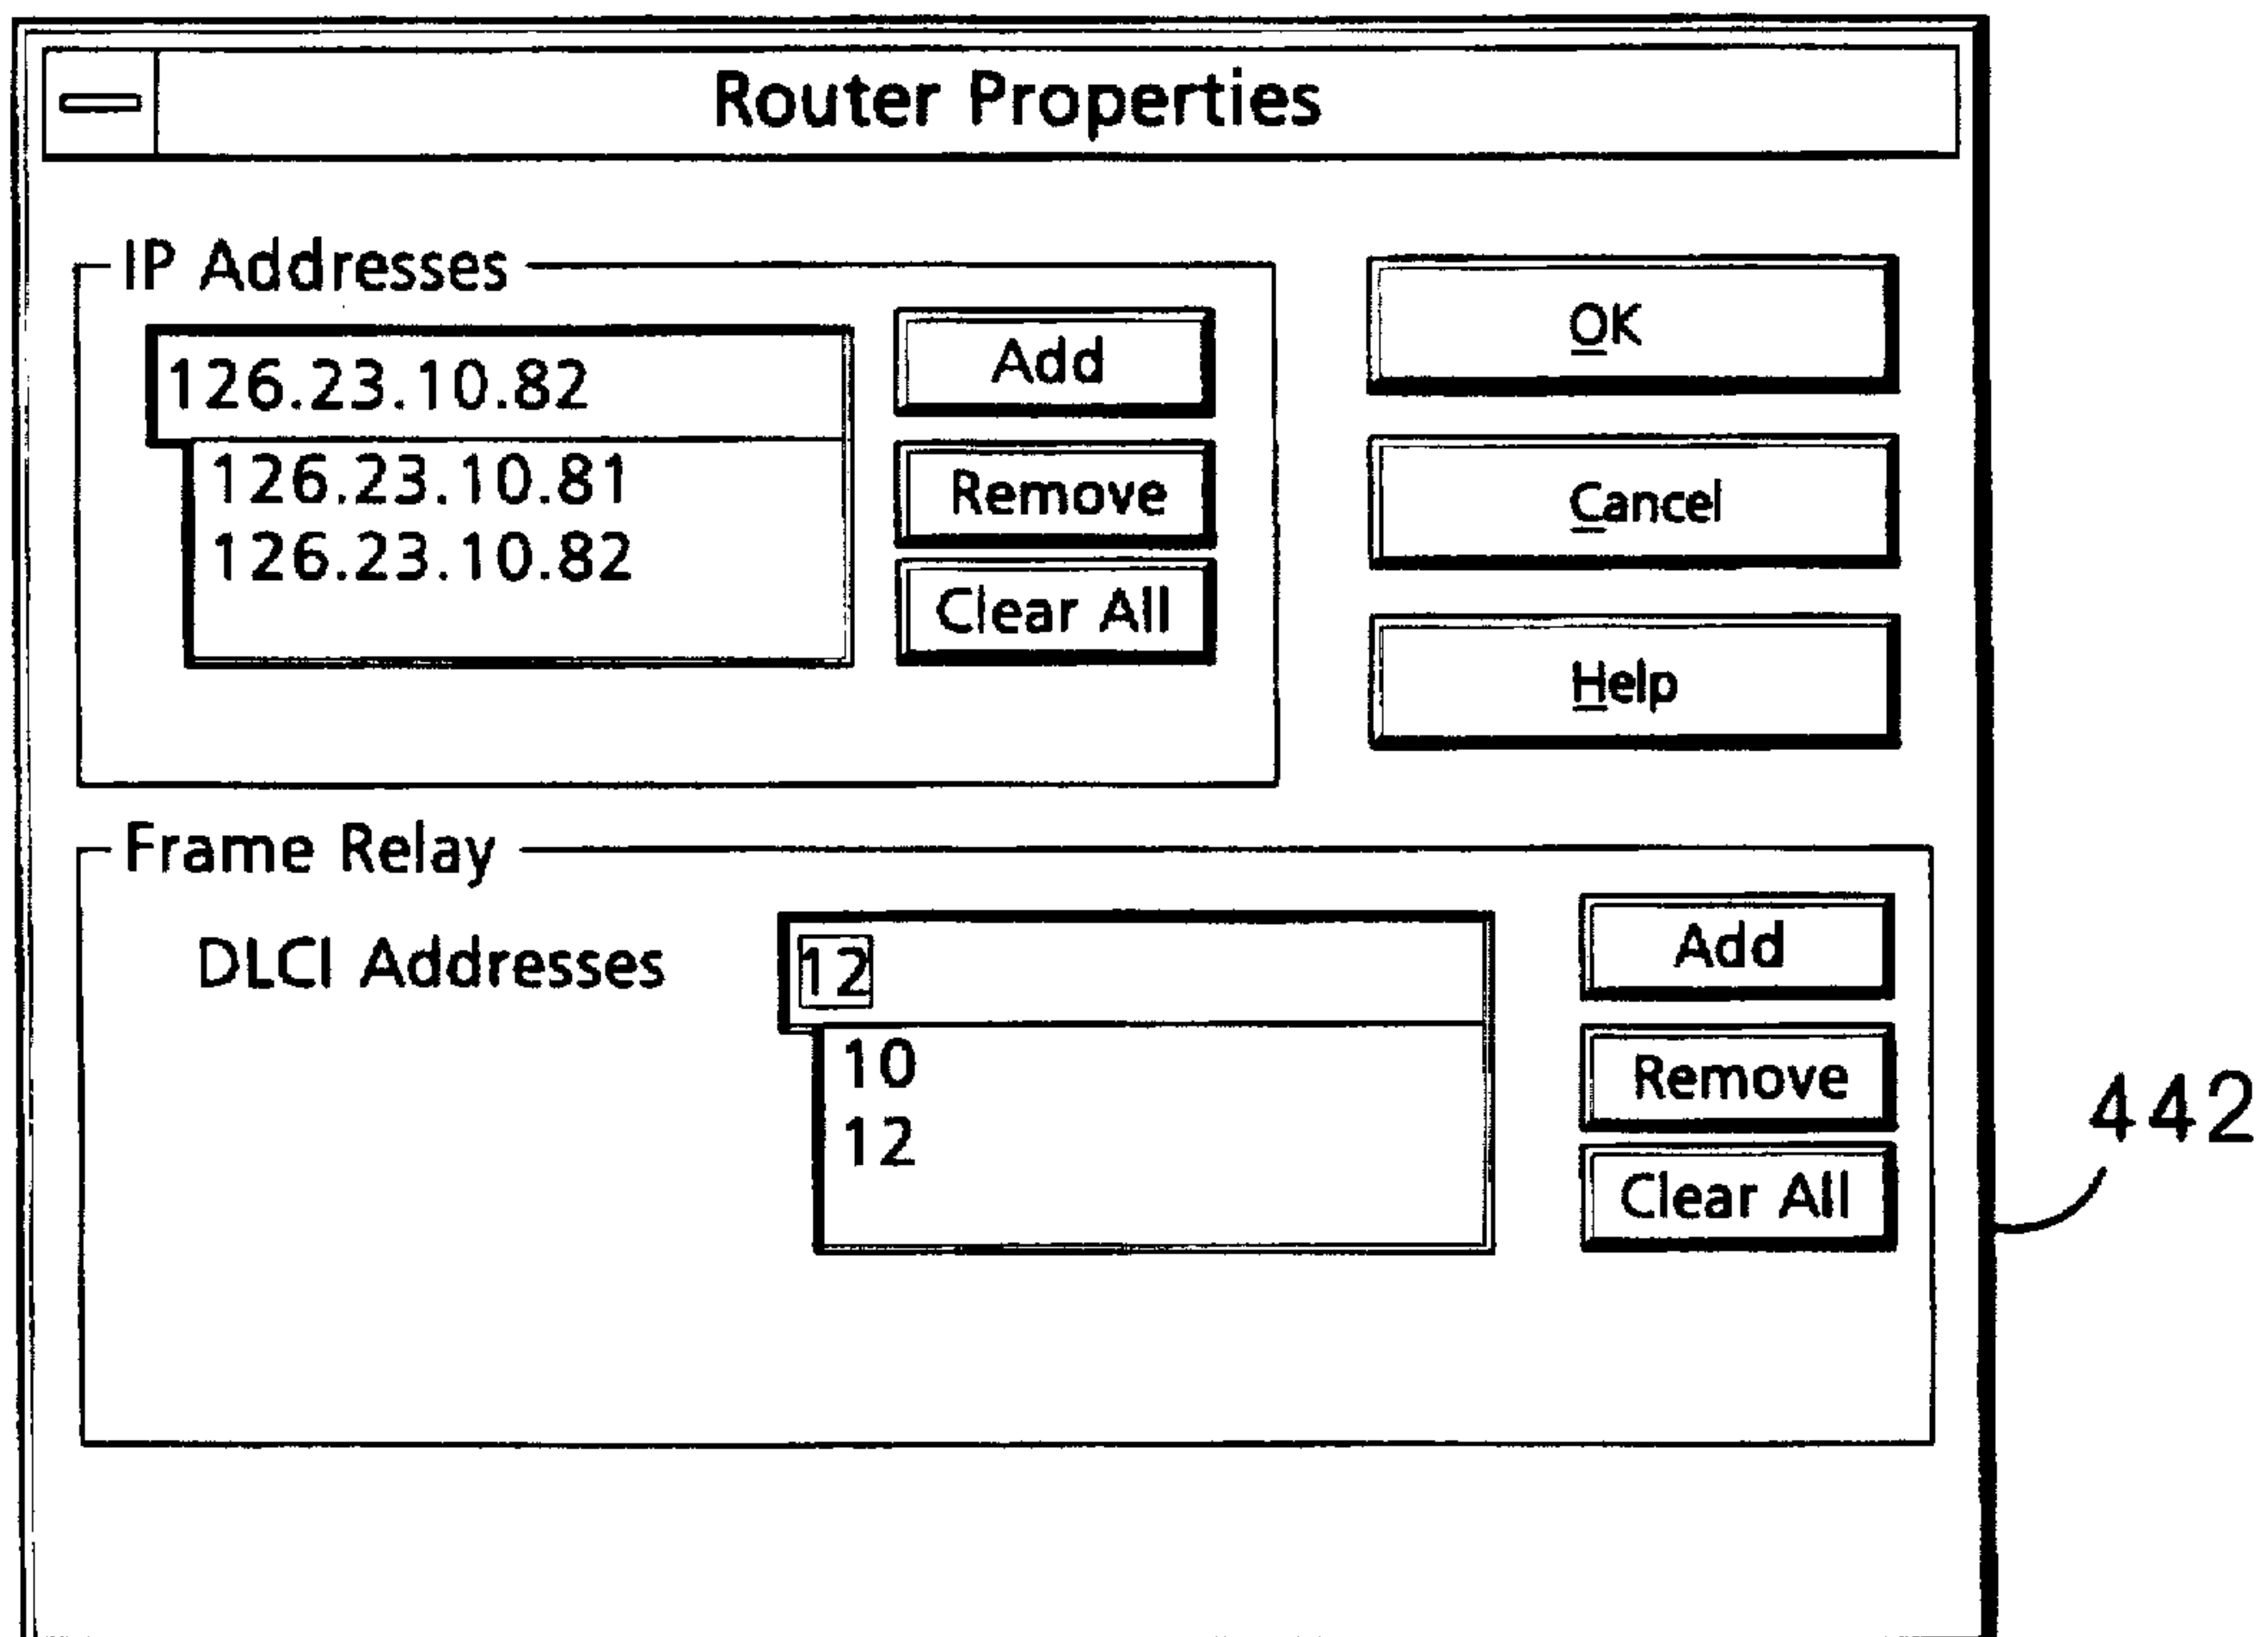 Router Properties
IP Addresses
126.23.10.82
126.23.10.81
126.23.10.82
Add
Remove
Clear All
OK
Cancel
Help
Frame Relay
DLCI Addresses
12
10
12
Add
Remove
Clear All
442